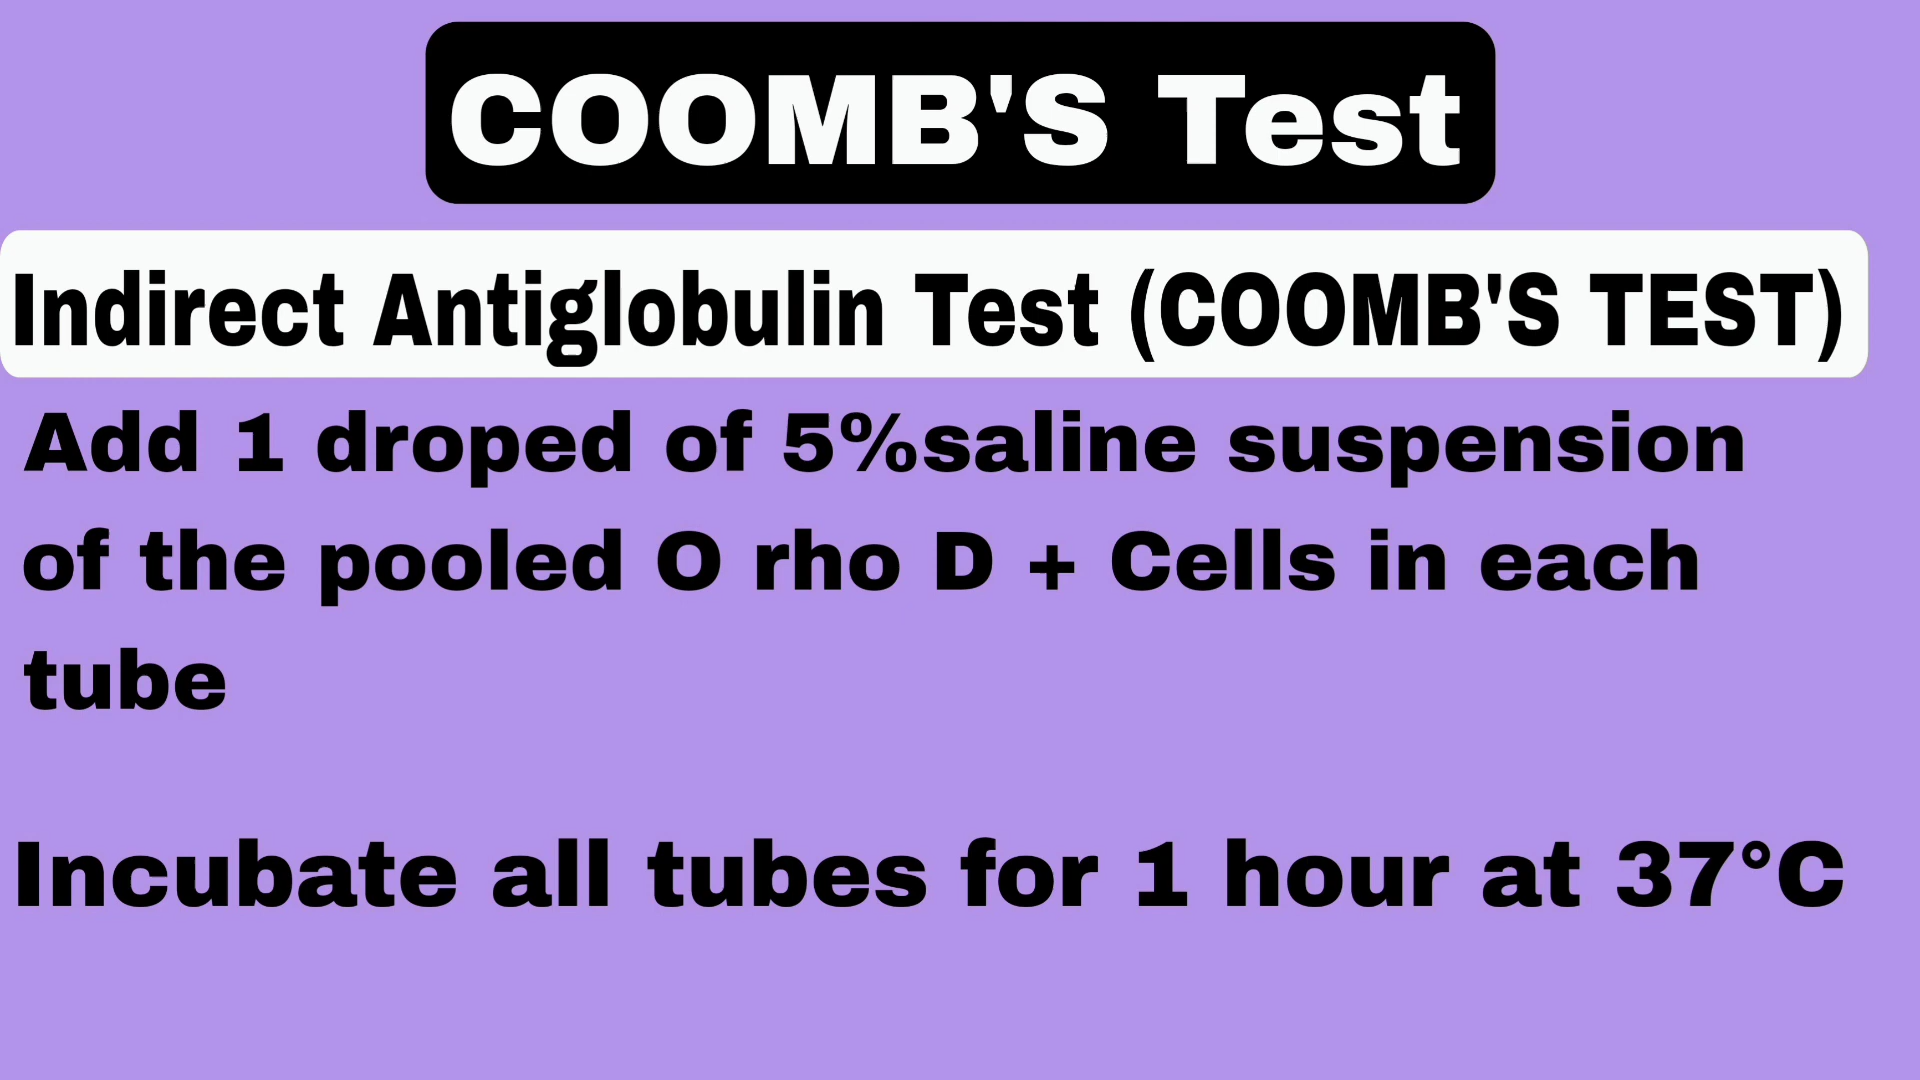 COOMB'S Test
Indirect Antiglobulin Test (COOMB'S TEST)
Add 1 droped of 5%saline suspension
of the pooled O rho D + Cells in each
tube
Incubate all tubes for 1 hour at 37°C